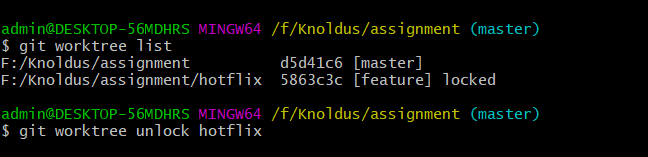 admin@DESKTOP-56MDHRS MINGW64 /f/Knoldus/assignment (master)
$ git worktree list
F:/Knoldus/assignment          d5d41c6 [master]
F:/Knoldus/assignment/hotflix  5863c3c [feature] locked
admin@DESKTOP-56MDHRS MINGW64 /f/Knoldus/assignment (master)
$ git worktree unlock hotflix